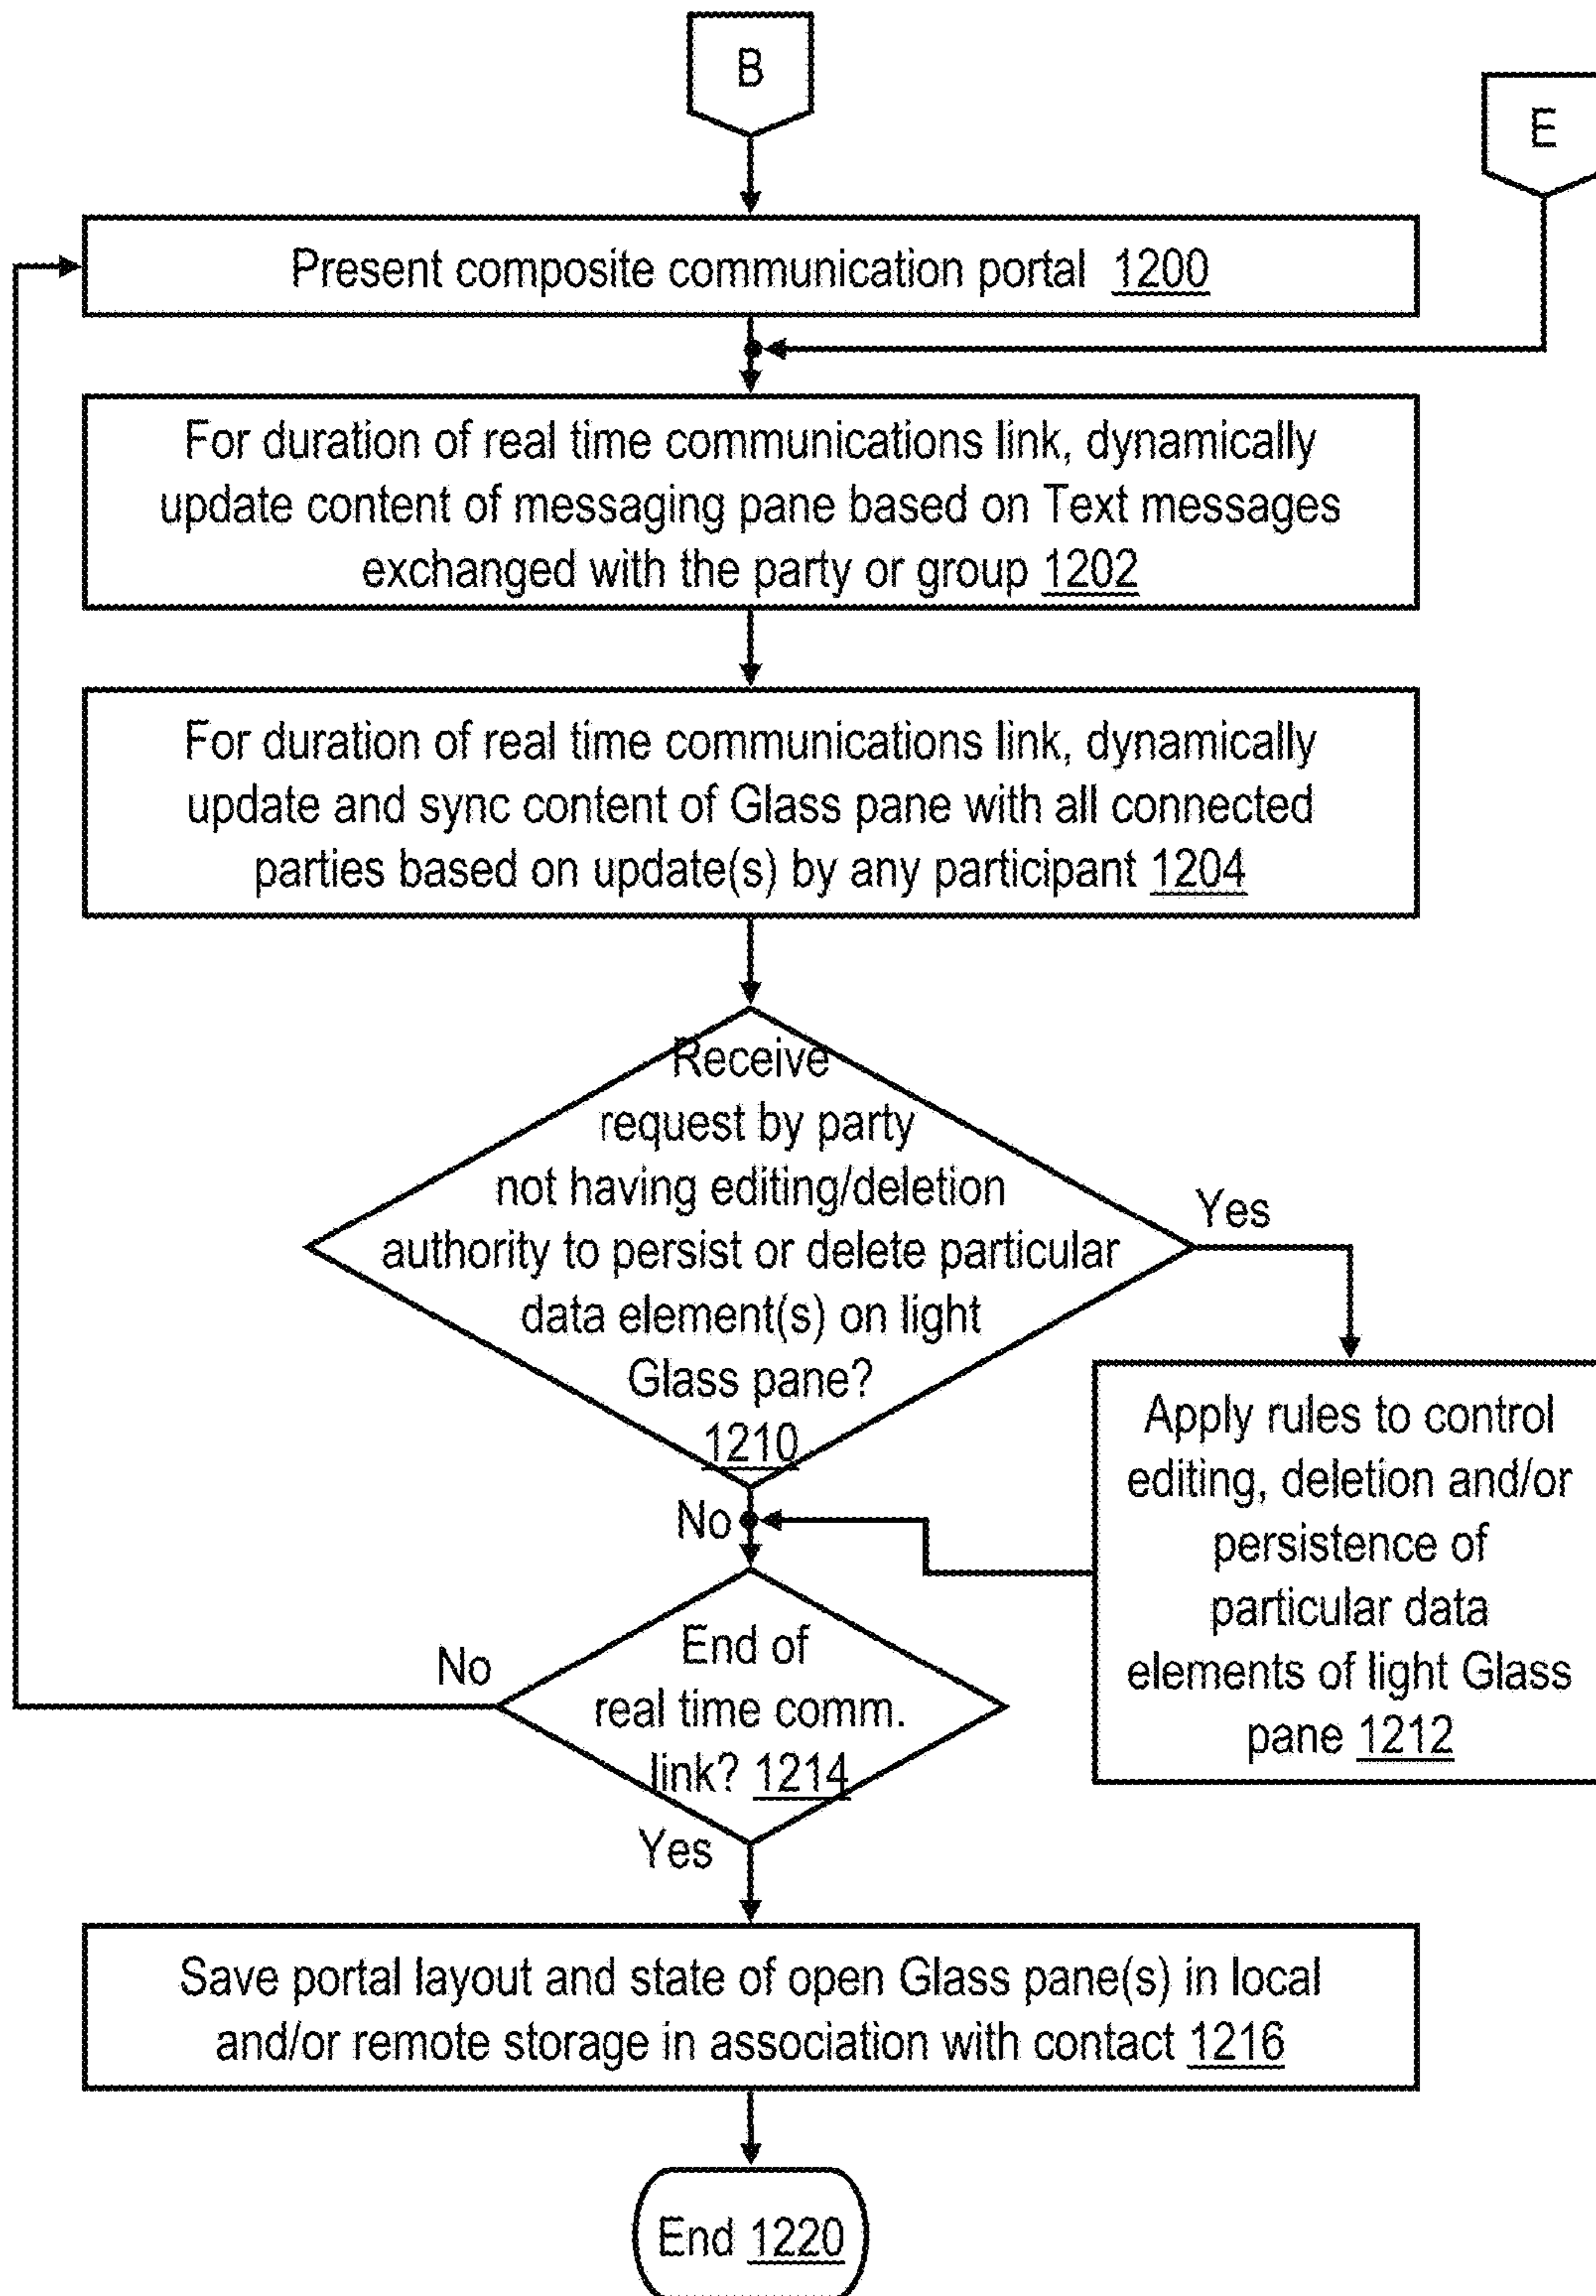 B
E
Present composite communication portal 1200
For duration of real time communications link, dynamically
update content of messaging pane based on Text messages
exchanged with the party or group 1202
For duration of real time communications link, dynamically
update and sync content of Glass pane with all connected
parties based on update(s) by any participant 1204
Receive
request by party
not having editing/deletion
authority to persist or delete particular
data element(s) on light
Glass pane?
1210
Yes
No
Apply rules to control
editing, deletion and/or
persistence of
particular data
elements of light Glass
pane 1212
End of
real time comm.
link? 1214
No
Yes
Save portal layout and state of open Glass pane(s) in local
and/or remote storage in association with contact 1216
End 1220